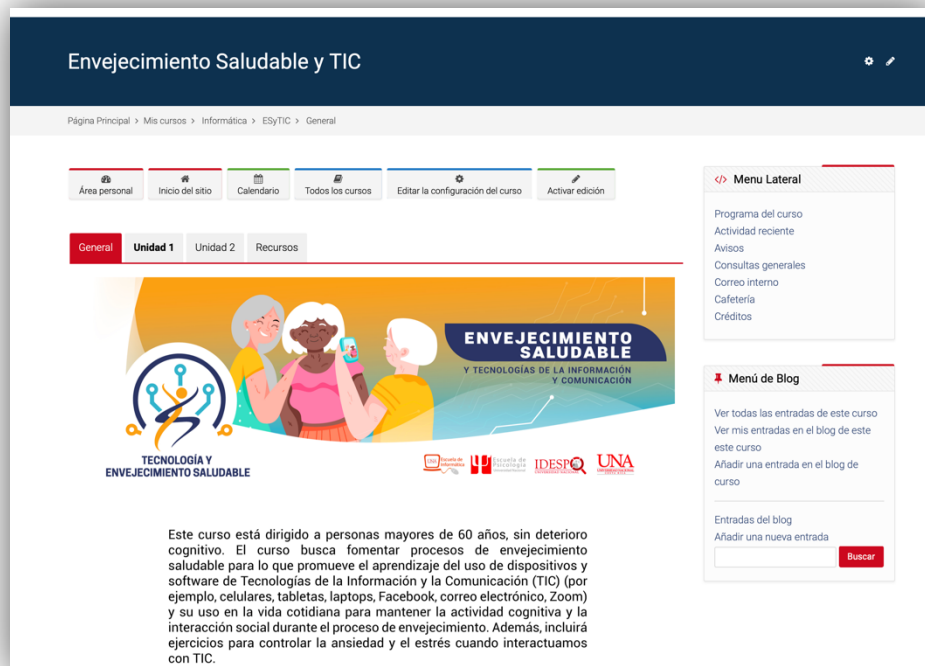 Envejecimiento Saludable y TIC
Página Principal > Mis cursos > Informática > ESyTIC > General
Área personal
Inicio del sitio
Calendario
Todos los cursos
Editar la configuración del curso
Activar edición
General
Unidad 1
Unidad 2
Recursos
ENVEJECIMIENTO
SALUDABLE
Y TECNOLOGÍAS DE LA INFORMACIÓN
Y COMUNICACIÓN
TECNOLOGÍA Y
ENVEJECIMIENTO SALUDABLE
UNA
Escuela de
Informática
Escuela de
Psicología
IDESPO
UNA
Este curso está dirigido a personas mayores de 60 años, sin deterioro
cognitivo. El curso busca fomentar procesos de envejecimiento
saludable para lo que promueve el aprendizaje del uso de dispositivos y
software de Tecnologías de la Información y la Comunicación (TIC) (por
ejemplo, celulares, tabletas, laptops, Facebook, correo electrónico, Zoom)
y su uso en la vida cotidiana para mantener la actividad cognitiva y la
interacción social durante el proceso de envejecimiento. Además, incluirá
ejercicios para controlar la ansiedad y el estrés cuando interactuamos
con TIC.
</> Menu Lateral
Programa del curso
Actividad reciente
Avisos
Consultas generales
Correo interno
Cafetería
Créditos
Menú de Blog
Ver todas las entradas de este curso
Ver mis entradas en el blog de este
este curso
Añadir una entrada en el blog de
curso
Entradas del blog
Añadir una nueva entrada
Buscar